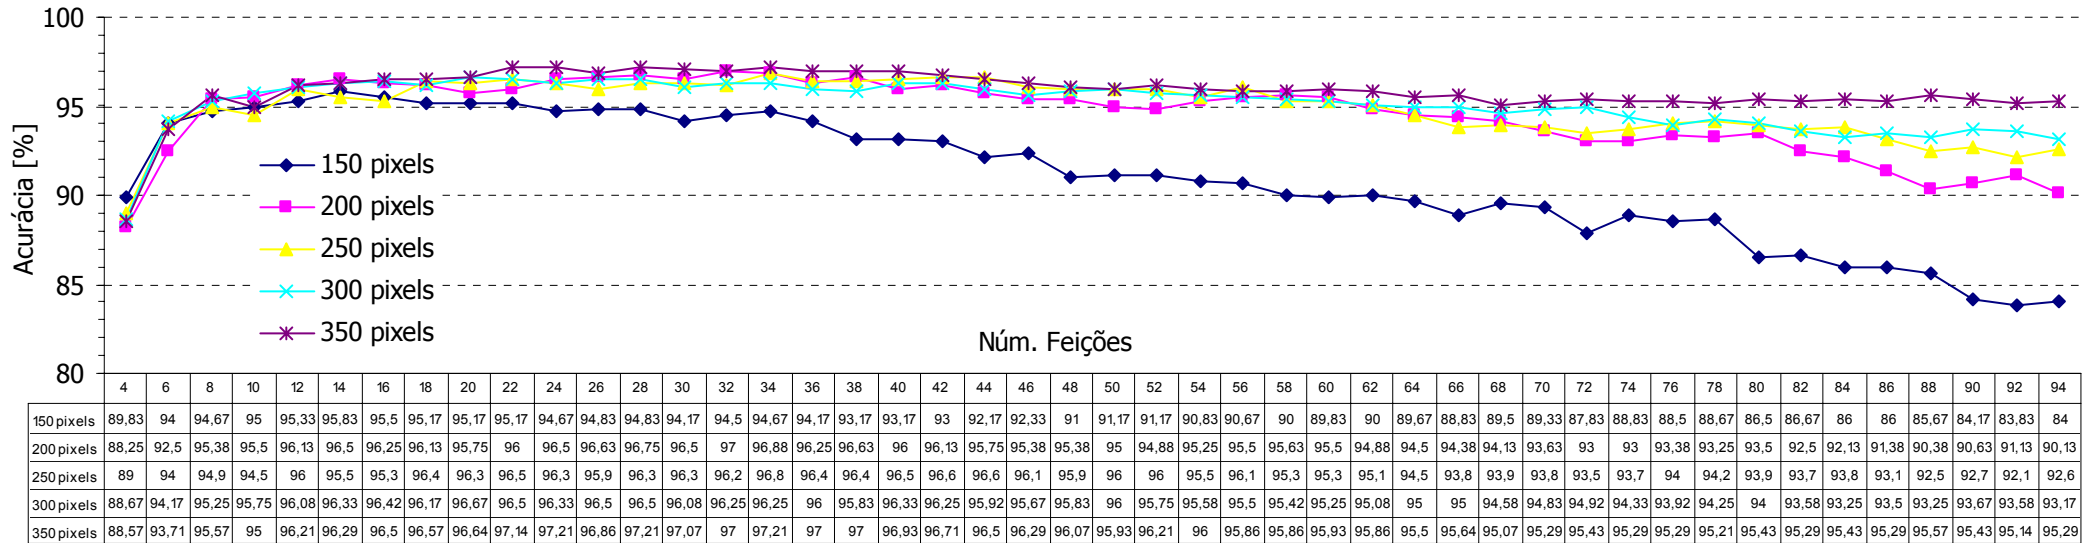 100
95
90
85
80
Acurácia [%]
150 pixels
200 pixels
250 pixels
300 pixels
350 pixels
Núm. Feições
4 6 8 10 12 14 16 18 20 22 24 26 28 30 32 34 36 38 40 42 44 46 48 50 52 54 56 58 60 62 64 66 68 70 72 74 76 78 80 82 84 86 88 90 92 94
150 pixels 89,83 94 94,67 95 95,33 95,83 95,5 95,17 95,17 95,17 94,67 94,83 94,83 94,17 94,5 94,67 94,17 93,17 93,17 93 92,17 92,33 91 91,17 91,17 90,83 90,67 90 89,83 90 89,67 88,83 89,5 89,33 87,83 88,83 88,5 88,67 86,5 86,67 86 86 85,67 84,17 83,83 84
200 pixels 88,25 92,5 95,38 95,5 96,13 96,5 96,25 96,13 95,75 96 96,5 96,63 96,75 96,5 97 96,88 96,25 96,63 96 96,13 95,75 95,38 95,38 95 94,88 95,25 95,5 95,63 95,5 94,88 94,5 94,38 94,13 93,63 93 93 93,38 93,25 93,5 92,5 92,13 91,38 90,38 90,63 91,13 90,13
250 pixels 89 94 94,9 94,5 96 95,5 95,3 96,4 96,3 96,5 96,3 95,9 96,3 96,3 96,2 96,8 96,4 96,4 96,5 96,6 96,6 96,1 95,9 96 96 95,5 96,1 95,3 95,3 95,1 94,5 93,8 93,9 93,8 93,5 93,7 94 94,2 93,9 93,7 93,8 93,1 92,5 92,7 92,1 92,6
300 pixels 88,67 94,17 95,25 95,75 96,08 96,33 96,42 96,17 96,67 96,5 96,33 96,5 96,5 96,08 96,25 96,25 96 95,83 96,33 96,25 95,92 95,67 95,83 96 95,75 95,58 95,5 95,42 95,25 95,08 95 95 94,58 94,83 94,92 94,33 93,92 94,25 94 93,58 93,25 93,5 93,25 93,67 93,58 93,17
350 pixels 88,57 93,71 95,57 95 96,21 96,29 96,5 96,57 96,64 97,14 97,21 96,86 97,21 97,07 97 97,21 97 97 96,93 96,71 96,5 96,29 96,07 95,93 96,21 96 95,86 95,86 95,93 95,86 95,5 95,64 95,07 95,29 95,43 95,29 95,29 95,21 95,43 95,29 95,43 95,29 95,57 95,43 95,14 95,29